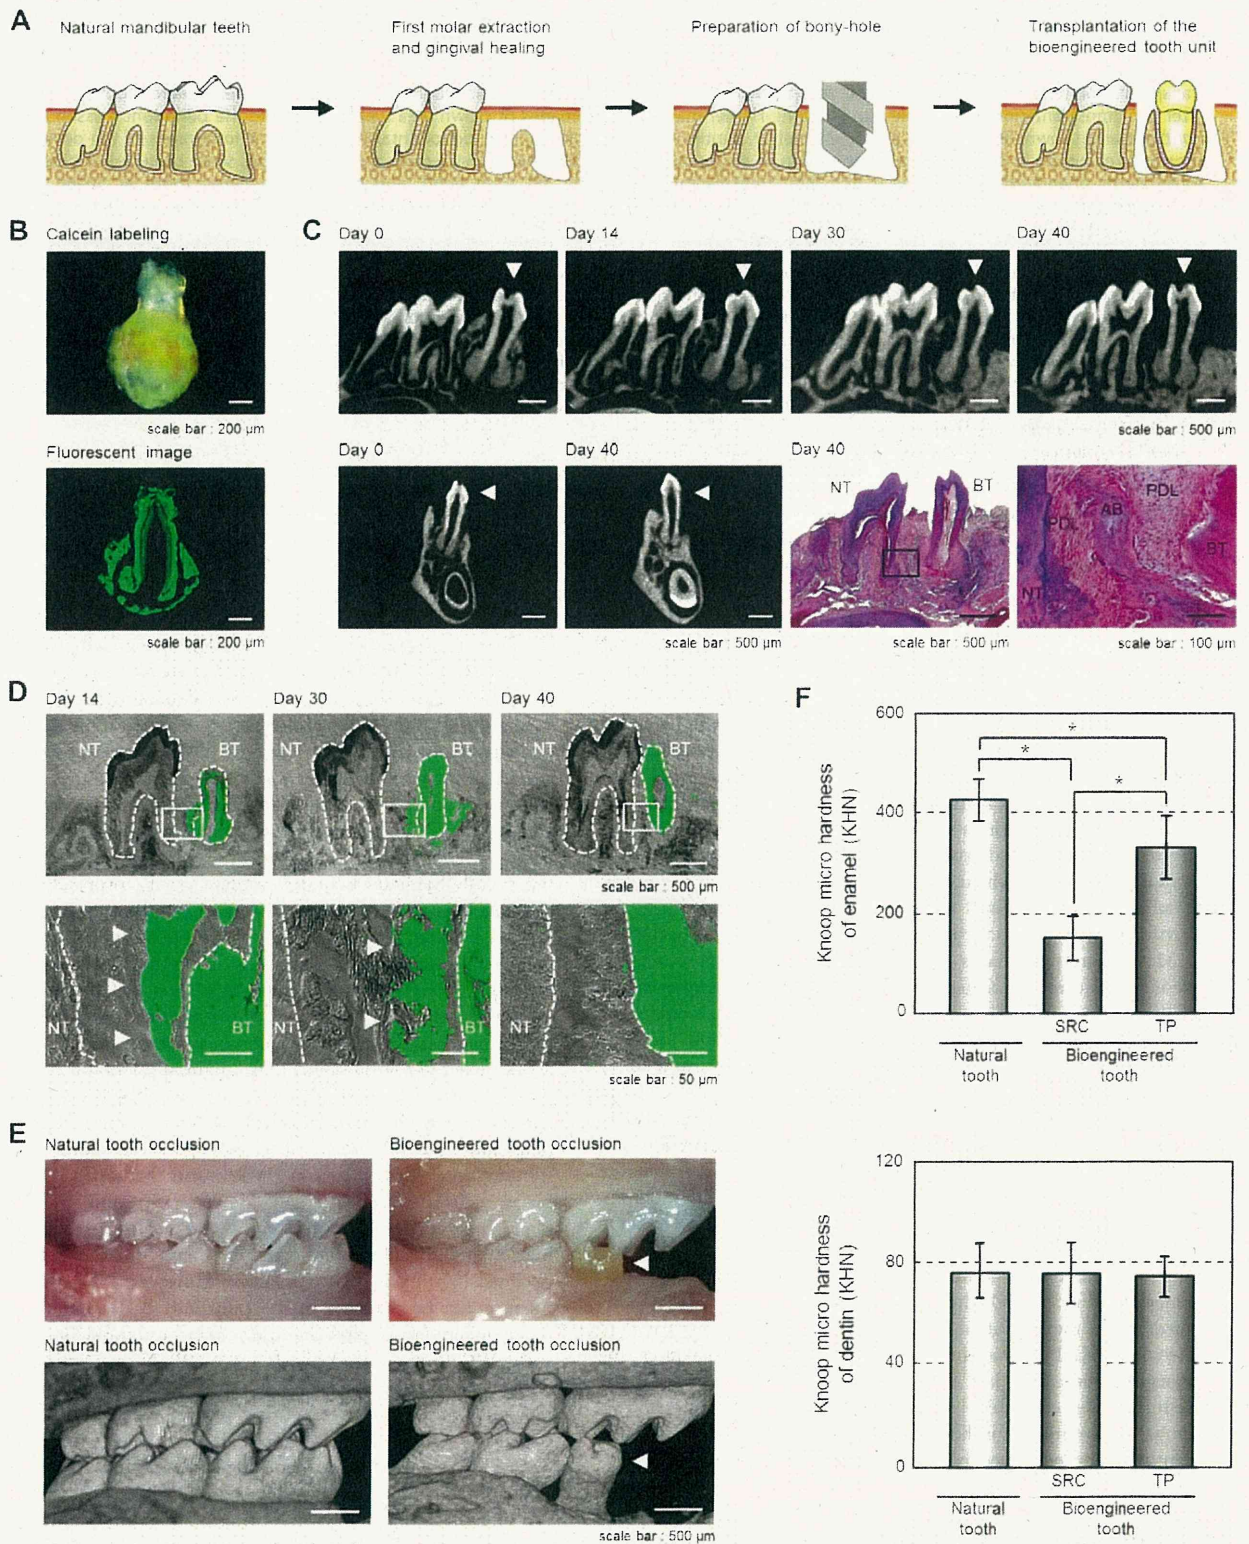 A
Natural mandibular teeth
First molar extraction
and gingival healing
Preparation of bony-hole
Transplantation of the
bioengineered tooth unit
B
Calcein labeling
scale bar : 200 µm
Fluorescent image
scale bar : 200 µm
C
Day 0
Day 14
Day 30
Day 40
scale bar : 500 µm
Day 0
Day 40
scale bar : 500 µm
Day 40
NT
BT
scale bar : 500 µm
PDL
AB
PDL
BT
NT
scale bar : 100 µm
D
Day 14
Day 30
Day 40
NT
BT
NT
BT
NT
BT
scale bar : 500 µm
NT
BT
NT
BT
NT
scale bar : 50 µm
E
Natural tooth occlusion
Bioengineered tooth occlusion
Natural tooth occlusion
Bioengineered tooth occlusion
scale bar : 500 µm
F
Knoop micro hardness
of enamel (KHN)
600
400
200
0
*
*
*
SRC
TP
Natural
tooth
Bioengineered
tooth
Knoop micro hardness
of dentin (KHN)
120
80
40
0
SRC
TP
Natural
tooth
Bioengineered
tooth